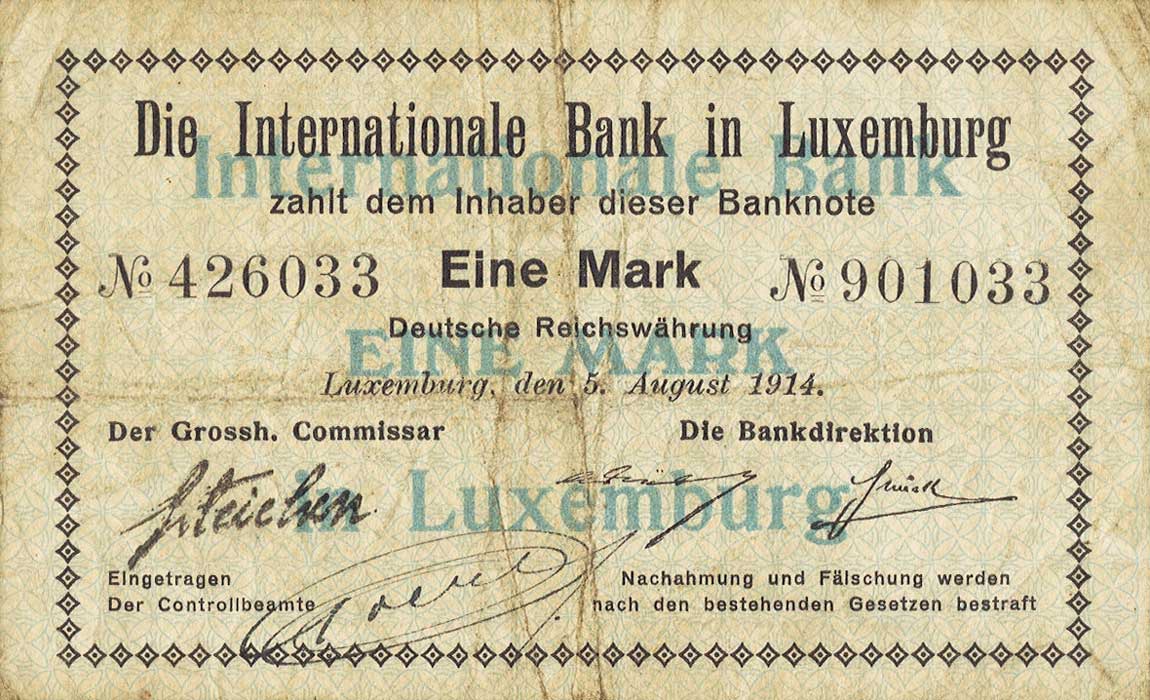 Die Internationale Bank in Luxemburg
Internationale Bank
zahlt dem Inhaber dieser Banknote
№ 426033 Eine Mark № 901033
Deutsche Reichswährung
EINE MARK
Luxemburg, den 5. August 1914.
Der Grossh. Commissar Die Bankdirektion
in Luxemburg
Eingetragen
Der Controllbeamte
Nachahmung und Fälschung werden
nach den bestehenden Gesetzen bestraft